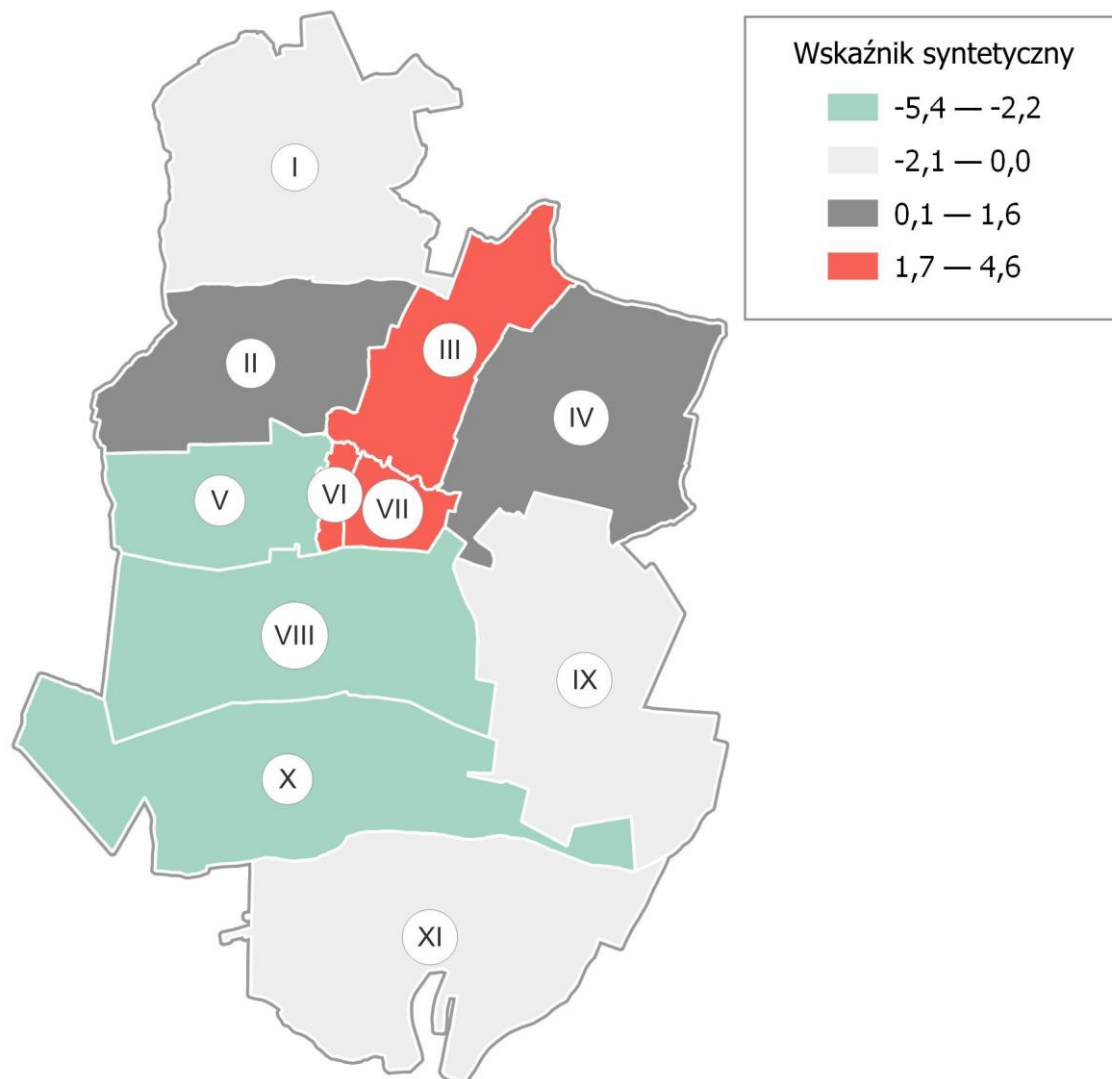 Wskaźnik syntetyczny
-5,4 — -2,2
-2,1 — 0,0
0,1 — 1,6
1,7 — 4,6
I
II
III
IV
V
VI
VII
VIII
IX
X
XI